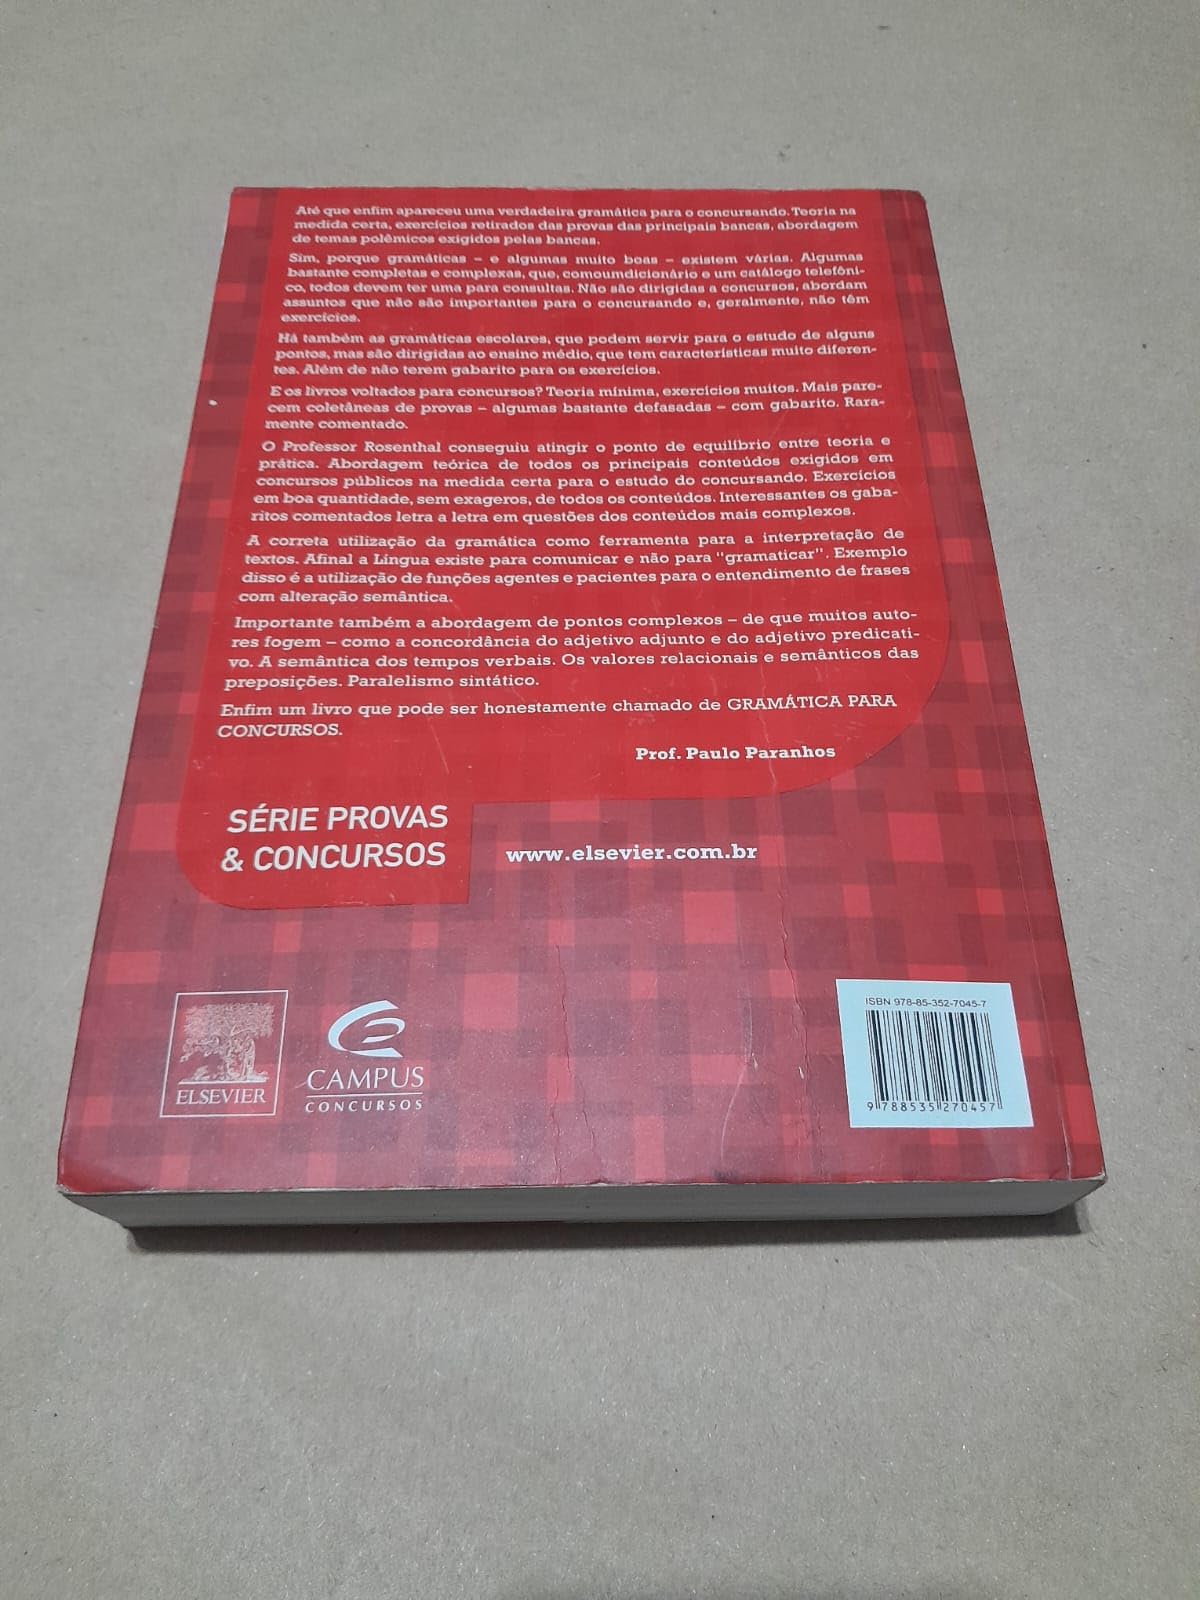 Até que enfim apareceu uma verdadeira gramática para o concursando. Teoria na
medida certa, exercícios retirados das provas das principais bancas, abordagem
de temas polêmicos exigidos pelas bancas.
Sim, porque gramáticas – e algumas muito boas – existem várias. Algumas
bastante completas e complexas, que, comoumdicionário e um catálogo telefôni-
co, todos devem ter uma para consultas. Não são dirigidas a concursos, abordam
assuntos que não são importantes para o concursando e, geralmente, não têm
exercícios.
Há também as gramáticas escolares, que podem servir para o estudo de alguns
pontos, mas são dirigidas ao ensino médio, que tem características muito diferen-
tes. Além de não terem gabarito para os exercícios.
E os livros voltados para concursos? Teoria mínima, exercícios muitos. Mais pare-
cem coletâneas de provas – algumas bastante defasadas – com gabarito. Rara-
mente comentado.
O Professor Rosenthal conseguiu atingir o ponto de equilíbrio entre teoria e
prática. Abordagem teórica de todos os principais conteúdos exigidos em
concursos públicos na medida certa para o estudo do concursando. Exercícios
em boa quantidade, sem exageros, de todos os conteúdos. Interessantes os gaba-
ritos comentados letra a letra em questões dos conteúdos mais complexos.
A correta utilização da gramática como ferramenta para a interpretação de
textos. Afinal a Língua existe para comunicar e não para "gramaticar". Exemplo
disso é a utilização de funções agentes e pacientes para o entendimento de frases
com alteração semântica.
Importante também a abordagem de pontos complexos – de que muitos auto-
res fogem – como a concordância do adjetivo adjunto e do adjetivo predicati-
vo. A semântica dos tempos verbais. Os valores relacionais e semânticos das
preposições. Paralelismo sintático.
Enfim um livro que pode ser honestamente chamado de GRAMÁTICA PARA
CONCURSOS.
Prof. Paulo Paranhos
SÉRIE PROVAS
& CONCURSOS
www.elsevier.com.br
ELSEVIER
CAMPUS
CONCURSOS
ISBN 978-85-352-7045-7
9 788535 270457